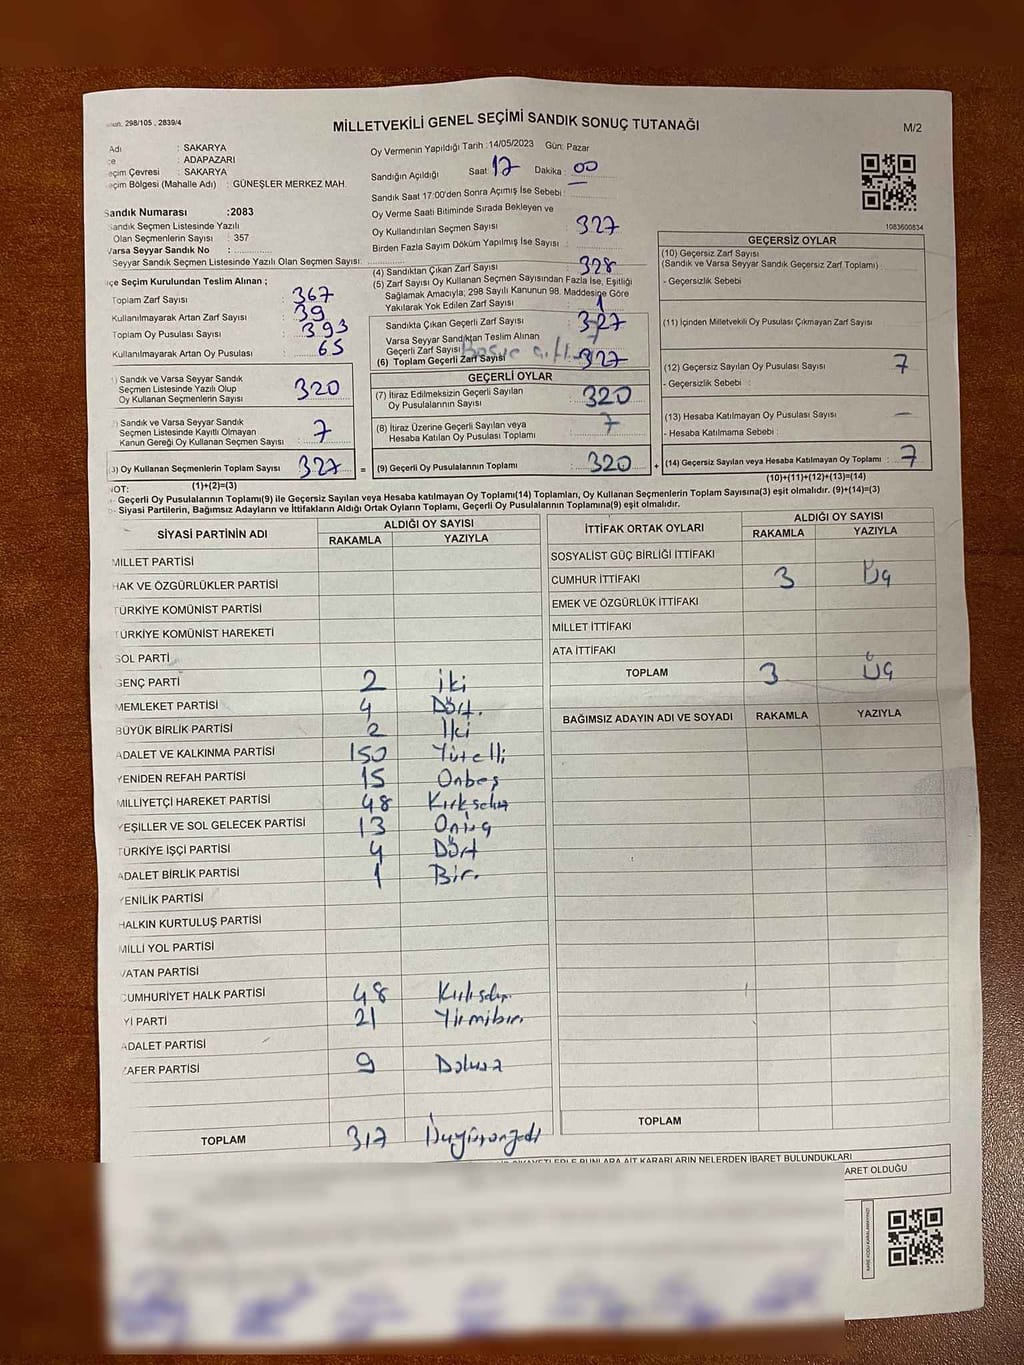 298/105 , 2839/4
MİLLETVEKİLİ GENEL SEÇİMİ SANDIK SONUÇ TUTANAĞI
M/2
Adı : SAKARYA
: ADAPAZARI
eçim Çevresi : SAKARYA
eçim Bölgesi (Mahalle Adı) : GÜNEŞLER MERKEZ MAH.
Sandık Numarası :2083
Sandık Seçmen Listesinde Yazılı
Olan Seçmenlerin Sayısı : 357
Varsa Seyyar Sandık No :
Seyyar Sandık Seçmen Listesinde Yazılı Olan Seçmen Sayısı:
Oy Vermenin Yapıldığı Tarih :14/05/2023 Gün: Pazar
Sandığın Açıldığı Saat : 17 Dakika : 00
Sandık Saat 17:00'den Sonra Açımış İse Sebebi : —
Oy Verme Saati Bitiminde Sırada Bekleyen ve
Oy Kullandırılan Seçmen Sayısı : 327
Birden Fazla Sayım Döküm Yapılmış İse Sayısı :
1083600834
ilçe Seçim Kurulundan Teslim Alınan ;
Toplam Zarf Sayısı : 367
Kullanılmayarak Artan Zarf Sayısı : 39
Toplam Oy Pusulası Sayısı : 393
Kullanılmayarak Artan Oy Pusulası : 65
(4) Sandıktan Çıkan Zarf Sayısı : 328
(5) Zarf Sayısı Oy Kullanan Seçmen Sayısından Fazla İse, Eşitliği
Sağlamak Amacıyla; 298 Sayılı Kanunun 98. Maddesine Göre
Yakılarak Yok Edilen Zarf Sayısı : 1
Sandıkta Çıkan Geçerli Zarf Sayısı : 327
Varsa Seyyar Sandıktan Teslim Alınan
Geçerli Zarf Sayısı
(6) Toplam Geçerli Zarf Sayısı : 327
GEÇERSİZ OYLAR
(10) Geçersiz Zarf Sayısı
(Sandık ve Varsa Seyyar Sandık Geçersiz Zarf Toplamı)
- Geçersizlik Sebebi :
(11) İçinden Milletvekili Oy Pusulası Çıkmayan Zarf Sayısı :
(12) Geçersiz Sayılan Oy Pusulası Sayısı : 7
- Geçersizlik Sebebi :
(13) Hesaba Katılmayan Oy Pusulası Sayısı : —
- Hesaba Katılmama Sebebi :
(14) Geçersiz Sayılan veya Hesaba Katılmayan Oy Toplamı : 7
(10)+(11)+(12)+(13)=(14)
) Sandık ve Varsa Seyyar Sandık
Seçmen Listesinde Yazılı Olup
Oy Kullanan Seçmenlerin Sayısı : 320
) Sandık ve Varsa Seyyar Sandık
Seçmen Listesinde Kayıtlı Olmayan
Kanun Gereği Oy Kullanan Seçmen Sayısı : 7
3) Oy Kullanan Seçmenlerin Toplam Sayısı : 327 =
(1)+(2)=(3)
GEÇERLİ OYLAR
(7) İtiraz Edilmeksizin Geçerli Sayılan
Oy Pusulalarının Sayısı : 320
(8) İtiraz Üzerine Geçerli Sayılan veya
Hesaba Katılan Oy Pusulası Toplamı :
(9) Geçerli Oy Pusulalarının Toplamı : 320 +
NOT:
- Geçerli Oy Pusulalarının Toplamı(9) ile Geçersiz Sayılan veya Hesaba katılmayan Oy Toplamı(14) Toplamları, Oy Kullanan Seçmenlerin Toplam Sayısına(3) eşit olmalıdır. (9)+(14)=(3)
- Siyasi Partilerin, Bağımsız Adayların ve İttifakların Aldığı Ortak Oyların Toplamı, Geçerli Oy Pusulalarının Toplamına(9) eşit olmalıdır.
SİYASİ PARTİNİN ADI ALDIĞI OY SAYISI
RAKAMLA YAZIYLA
MİLLET PARTİSİ
HAK VE ÖZGÜRLÜKLER PARTİSİ
TÜRKİYE KOMÜNİST PARTİSİ
TÜRKİYE KOMÜNİST HAREKETİ
SOL PARTİ
GENÇ PARTİ 2 iki
MEMLEKET PARTİSİ 4 Dört.
BÜYÜK BİRLİK PARTİSİ 2 İki
ADALET VE KALKINMA PARTİSİ 150 Yüzelli
YENİDEN REFAH PARTİSİ 15 Onbeş
MİLLİYETÇİ HAREKET PARTİSİ 48 Kırksekiz
YEŞİLLER VE SOL GELECEK PARTİSİ 13 Onüç
TÜRKİYE İŞÇİ PARTİSİ 4 Dört
ADALET BİRLİK PARTİSİ 1 Bir.
YENİLİK PARTİSİ
HALKIN KURTULUŞ PARTİSİ
MİLLİ YOL PARTİSİ
VATAN PARTİSİ
CUMHURİYET HALK PARTİSİ 48 Kırksekiz
İYİ PARTİ 21 Yirmibir
ADALET PARTİSİ
ZAFER PARTİSİ 9 Dokuz
TOPLAM 317 Üçyüzonyedi
İTTİFAK ORTAK OYLARI ALDIĞI OY SAYISI
RAKAMLA YAZIYLA
SOSYALİST GÜÇ BİRLİĞİ İTTİFAKI
CUMHUR İTTİFAKI 3 Üç
EMEK VE ÖZGÜRLÜK İTTİFAKI
MİLLET İTTİFAKI
ATA İTTİFAKI
TOPLAM 3 Üç
BAĞIMSIZ ADAYIN ADI VE SOYADI RAKAMLA YAZIYLA
TOPLAM
ŞİKAYETLERLE BUNLARA AİT KARARLARIN NELERDEN İBARET BULUNDUKLARI
ARET OLDUĞU